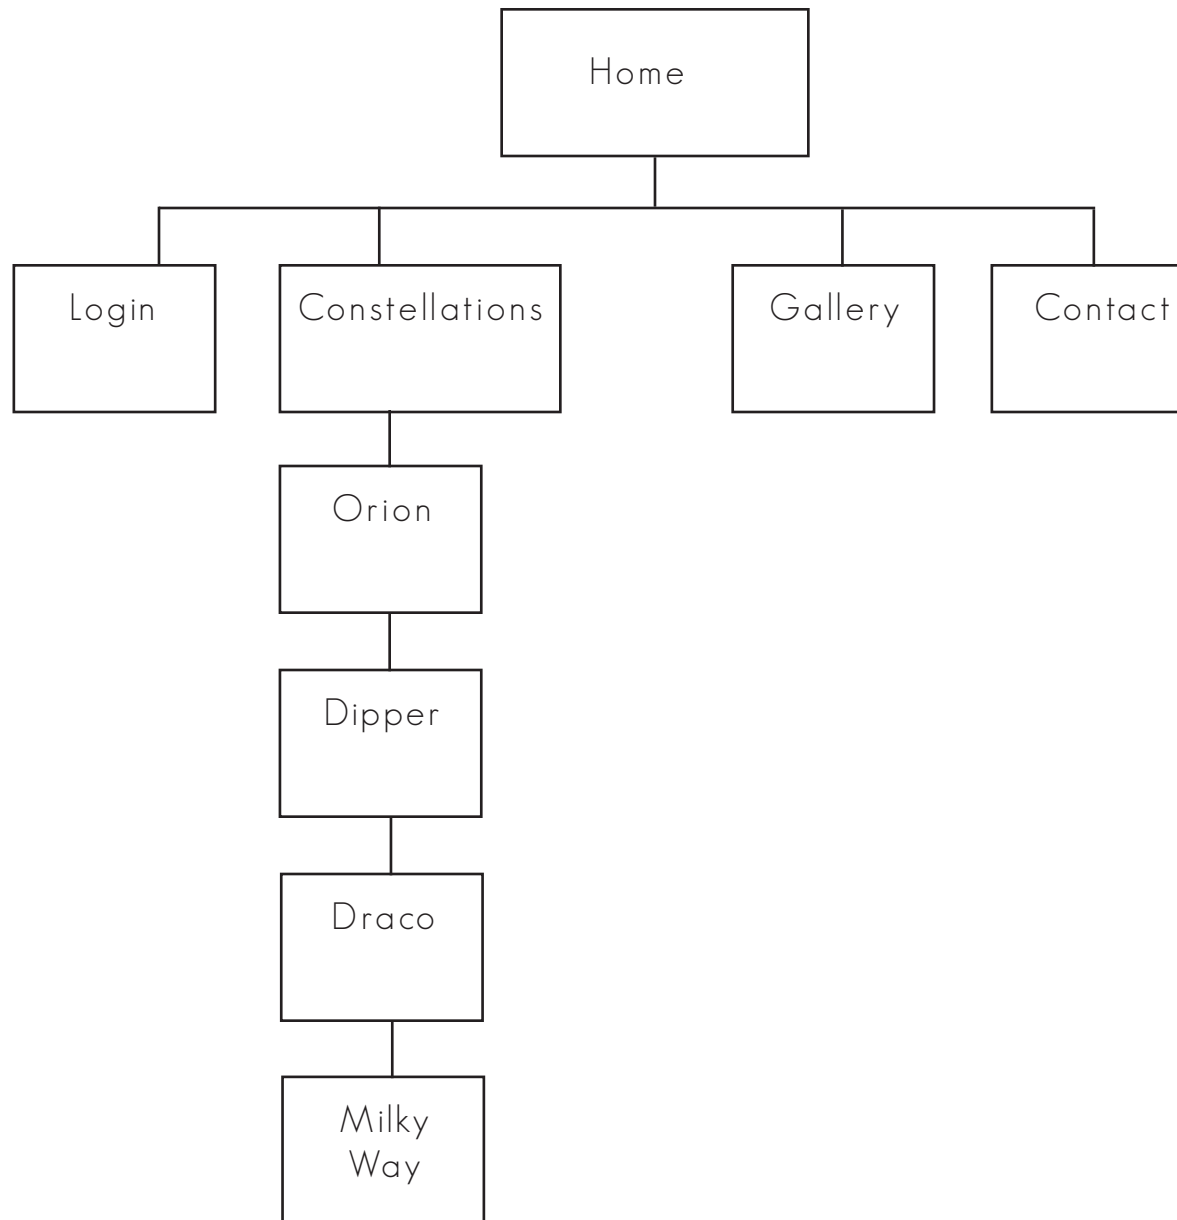 Home
Login
Constellations
Gallery
Contact
Orion
Dipper
Draco
Milky
Way